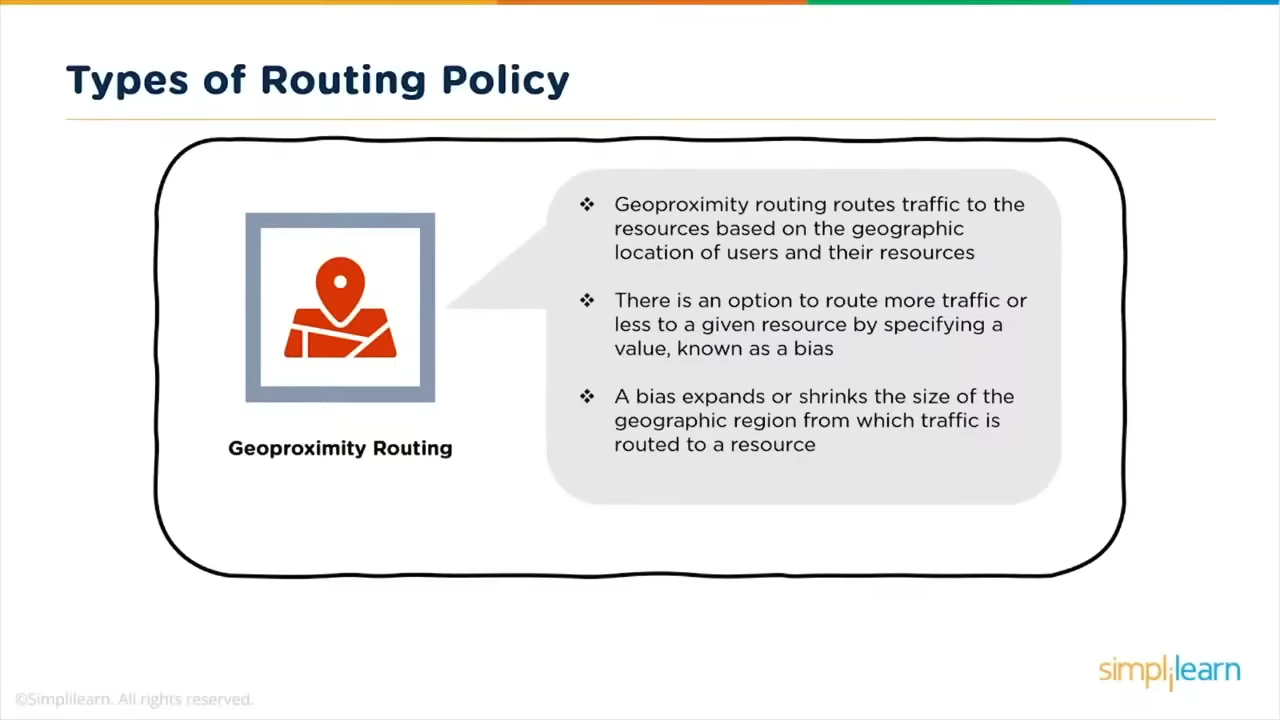 Types of Routing Policy
❖ Geoproximity routing routes traffic to the
resources based on the geographic
location of users and their resources
❖ There is an option to route more traffic or
less to a given resource by specifying a
value, known as a bias
❖ A bias expands or shrinks the size of the
geographic region from which traffic is
routed to a resource
Geoproximity Routing
simplilearn
©Simplilearn. All rights reserved.